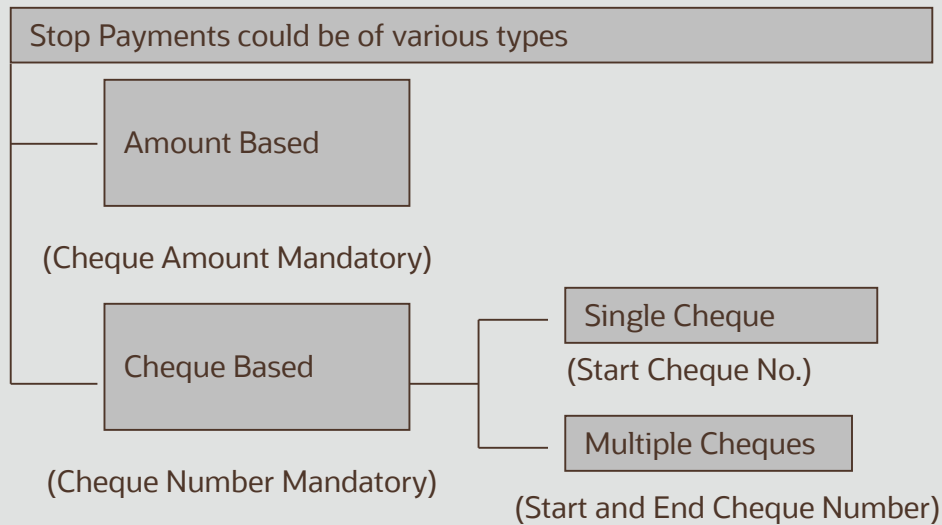 Stop Payments could be of various types
Amount Based
(Cheque Amount Mandatory)
Cheque Based
(Cheque Number Mandatory)
Single Cheque
(Start Cheque No.)
Multiple Cheques
(Start and End Cheque Number)